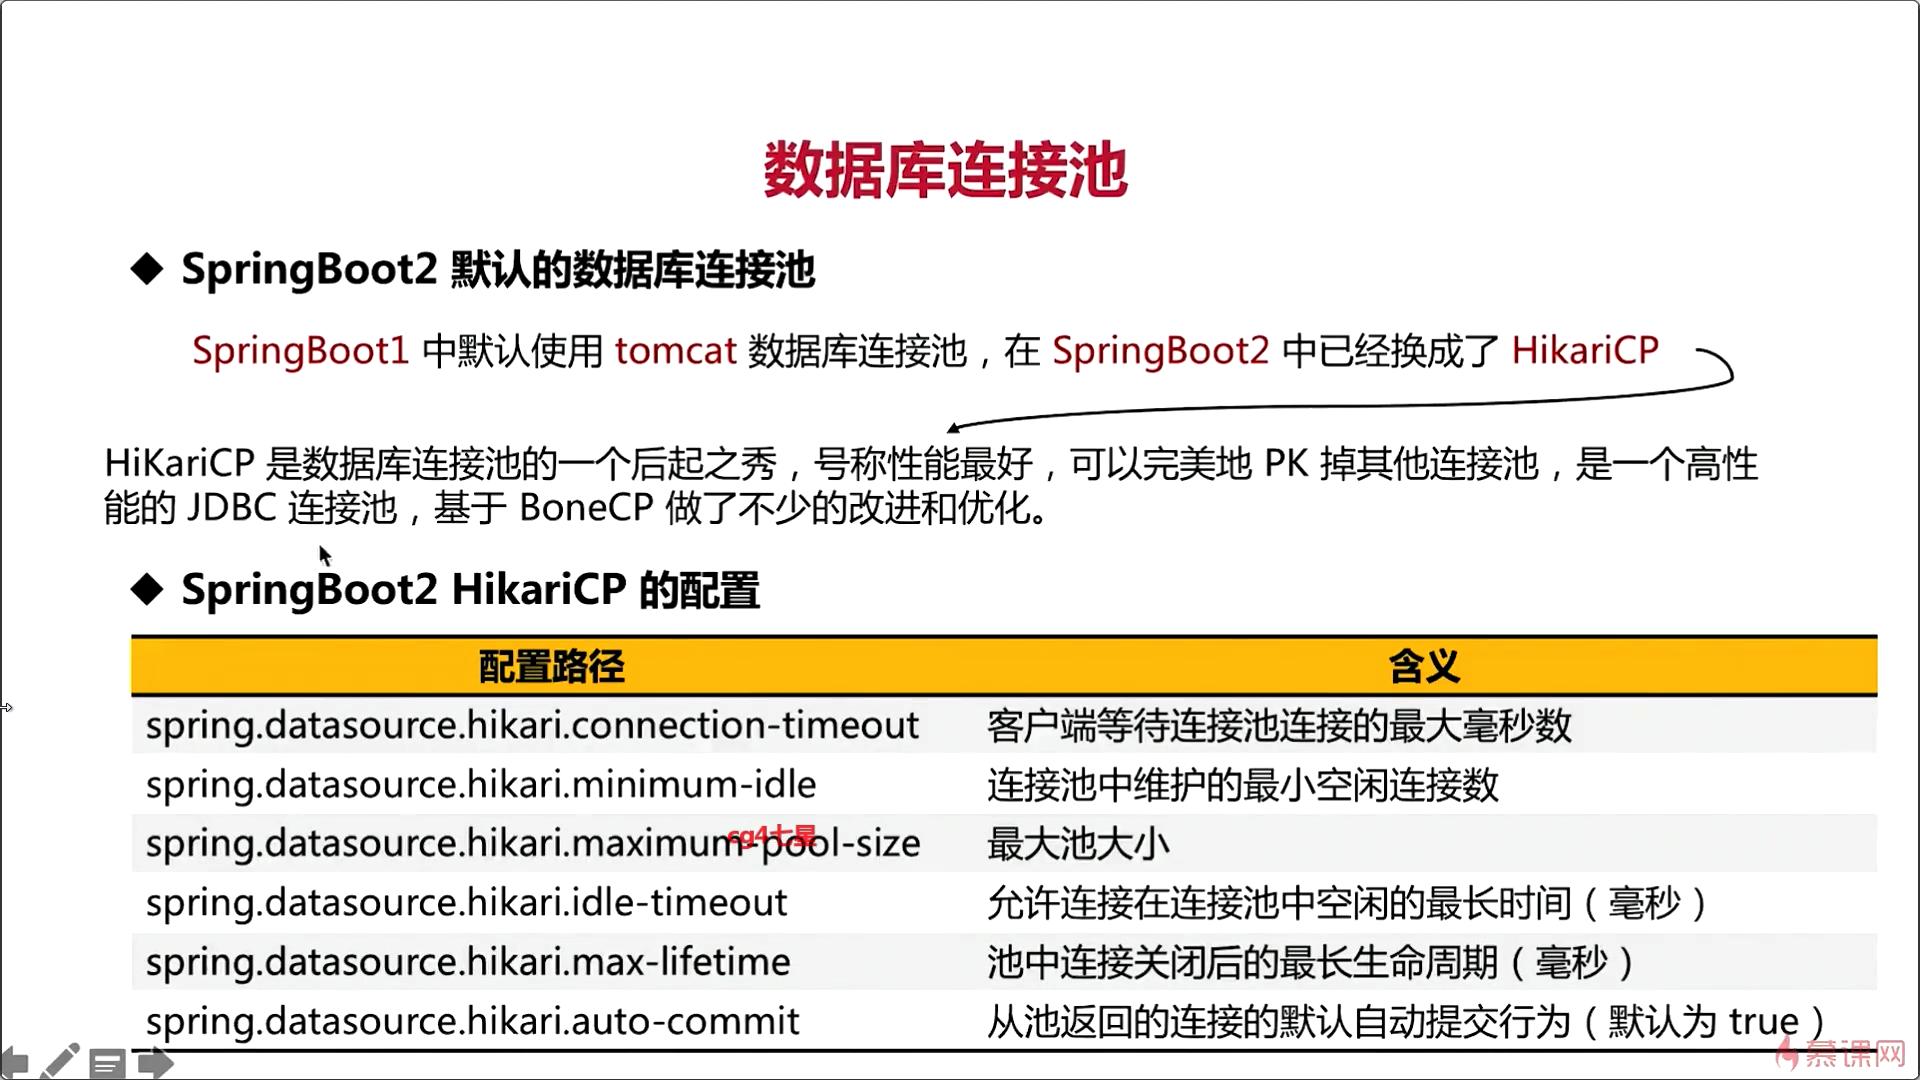 数据库连接池
◆ SpringBoot2 默认的数据库连接池
SpringBoot1 中默认使用 tomcat 数据库连接池，在 SpringBoot2 中已经换成了 HikariCP
HiKariCP 是数据库连接池的一个后起之秀，号称性能最好，可以完美地 PK 掉其他连接池，是一个高性
能的 JDBC 连接池，基于 BoneCP 做了不少的改进和优化。
◆ SpringBoot2 HikariCP 的配置
配置路径 含义
spring.datasource.hikari.connection-timeout 客户端等待连接池连接的最大毫秒数
spring.datasource.hikari.minimum-idle 连接池中维护的最小空闲连接数
spring.datasource.hikari.maximum-pool-size 最大池大小
cg4七星
spring.datasource.hikari.idle-timeout 允许连接在连接池中空闲的最长时间（毫秒）
spring.datasource.hikari.max-lifetime 池中连接关闭后的最长生命周期（毫秒）
spring.datasource.hikari.auto-commit 从池返回的连接的默认自动提交行为（默认为 true）
慕课网